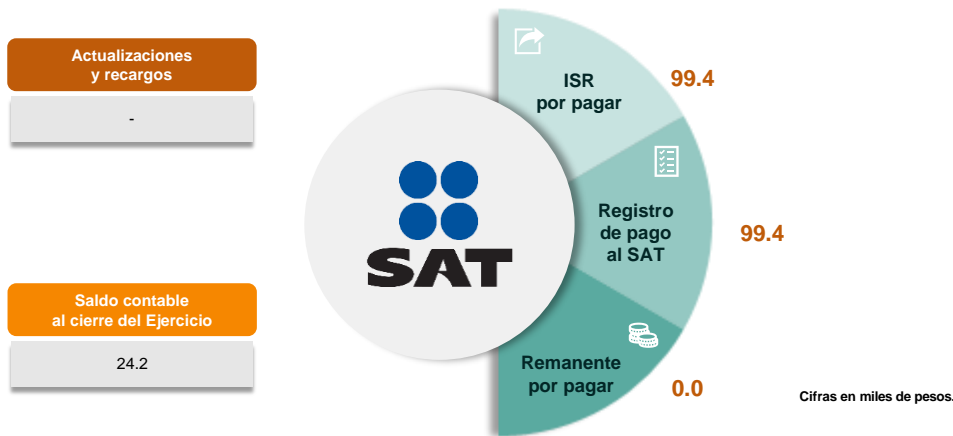 Actualizaciones
y recargos
-
Saldo contable
al cierre del Ejercicio
24.2
SAT
ISR
por pagar
99.4
Registro
de pago
al SAT
99.4
Remanente
por pagar
0.0
Cifras en miles de pesos.